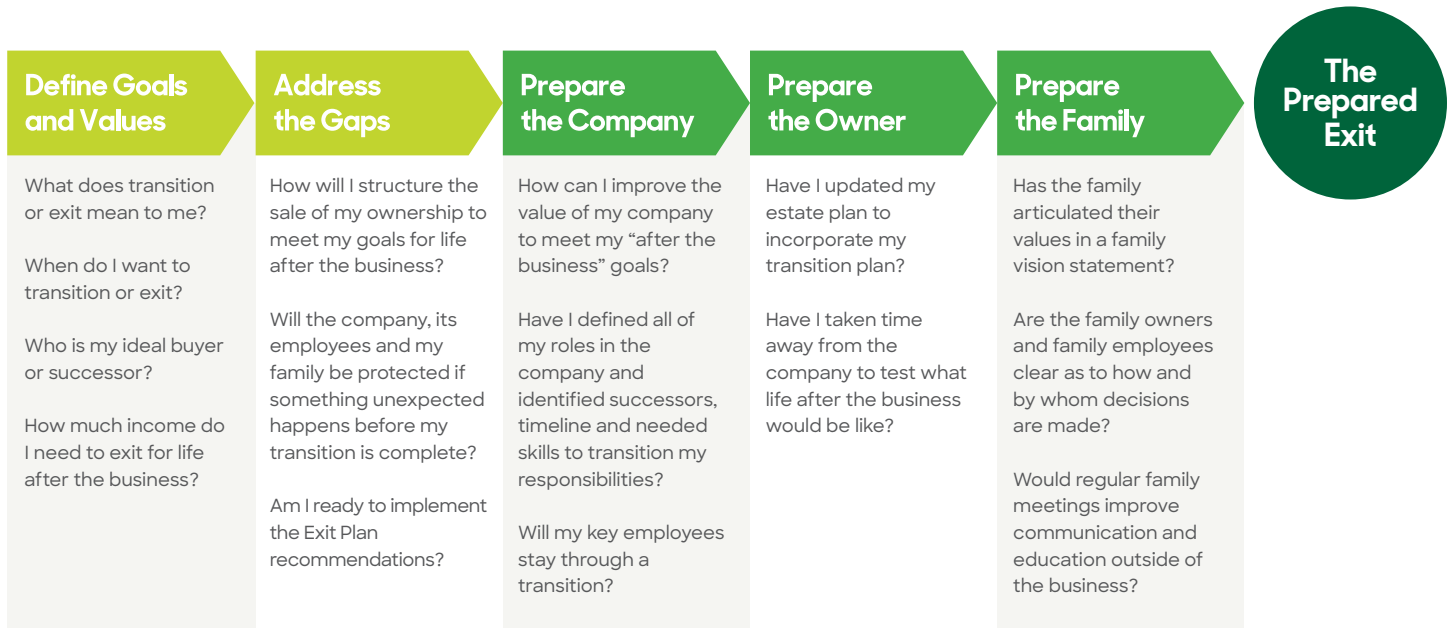 Define Goals
and Values
What does transition
or exit mean to me?
When do I want to
transition or exit?
Who is my ideal buyer
or successor?
How much income do
I need to exit for life
after the business?
Address
the Gaps
How will I structure the
sale of my ownership to
meet my goals for life
after the business?
Will the company, its
employees and my
family be protected if
something unexpected
happens before my
transition is complete?
Am I ready to implement
the Exit Plan
recommendations?
Prepare
the Company
How can I improve the
value of my company
to meet my “after the
business” goals?
Have I defined all of
my roles in the
company and
identified successors,
timeline and needed
skills to transition my
responsibilities?
Will my key employees
stay through a
transition?
Prepare
the Owner
Have I updated my
estate plan to
incorporate my
transition plan?
Have I taken time
away from the
company to test what
life after the business
would be like?
Prepare
the Family
Has the family
articulated their
values in a family
vision statement?
Are the family owners
and family employees
clear as to how and
by whom decisions
are made?
Would regular family
meetings improve
communication and
education outside of
the business?
The
Prepared
Exit